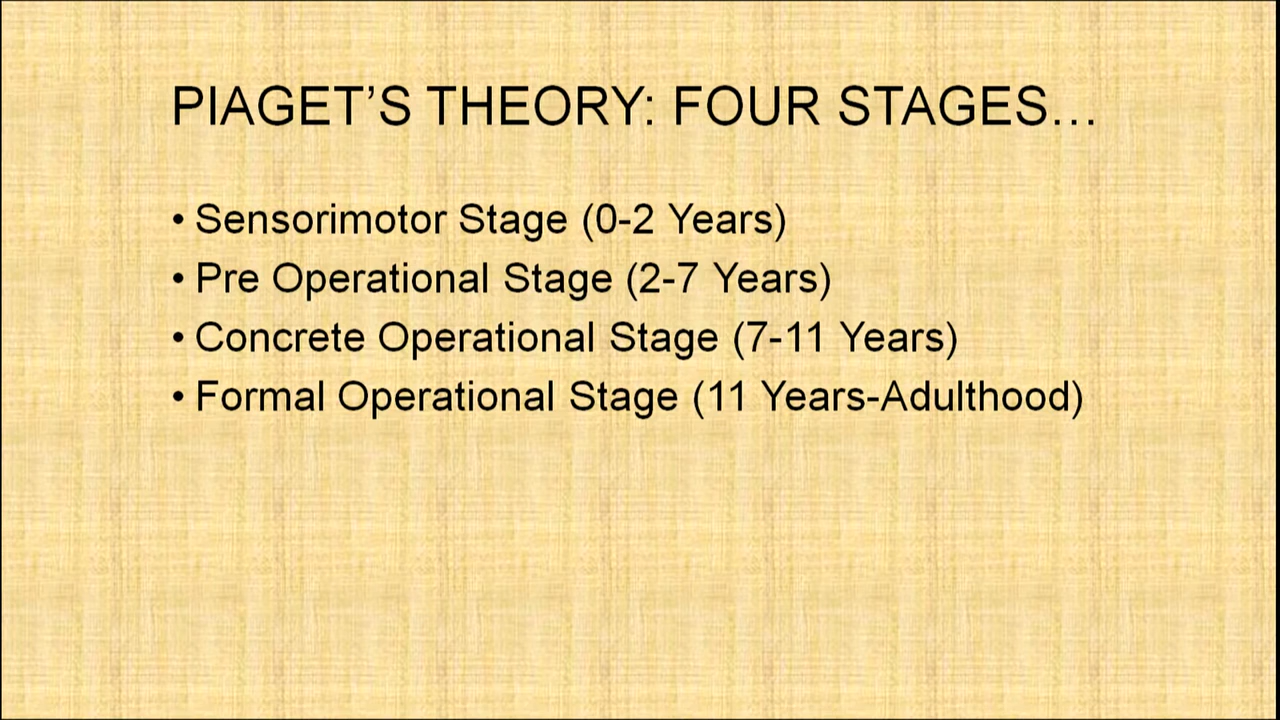 PIAGET’S THEORY: FOUR STAGES…
• Sensorimotor Stage (0-2 Years)
• Pre Operational Stage (2-7 Years)
• Concrete Operational Stage (7-11 Years)
• Formal Operational Stage (11 Years-Adulthood)